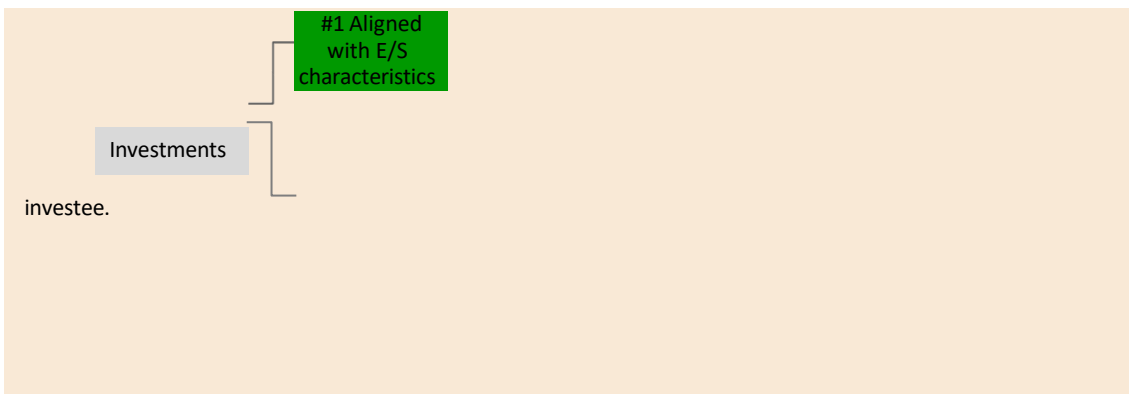 #1 Aligned
with E/S
characteristics
Investments
investee.